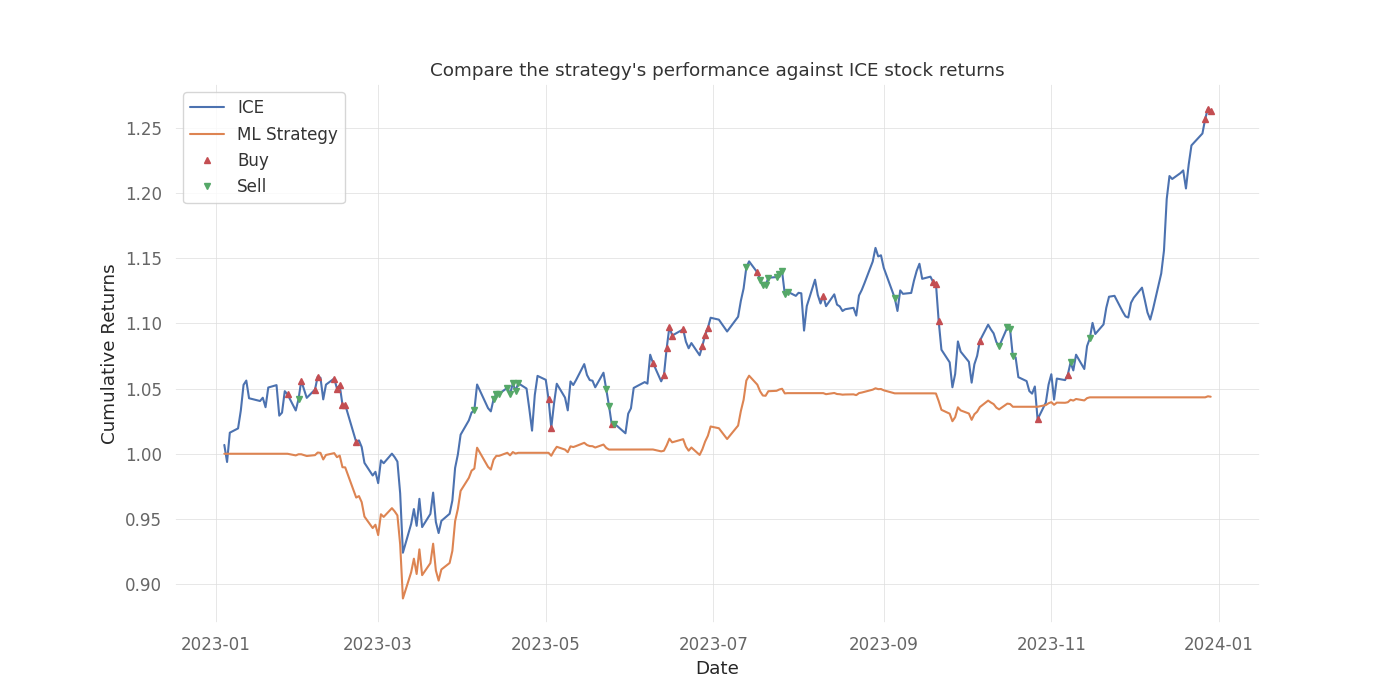 Compare the strategy's performance against ICE stock returns
ICE
ML Strategy
Buy
Sell
Cumulative Returns
1.25
1.20
1.15
1.10
1.05
1.00
0.95
0.90
2023-01
2023-03
2023-05
2023-07
2023-09
2023-11
2024-01
Date